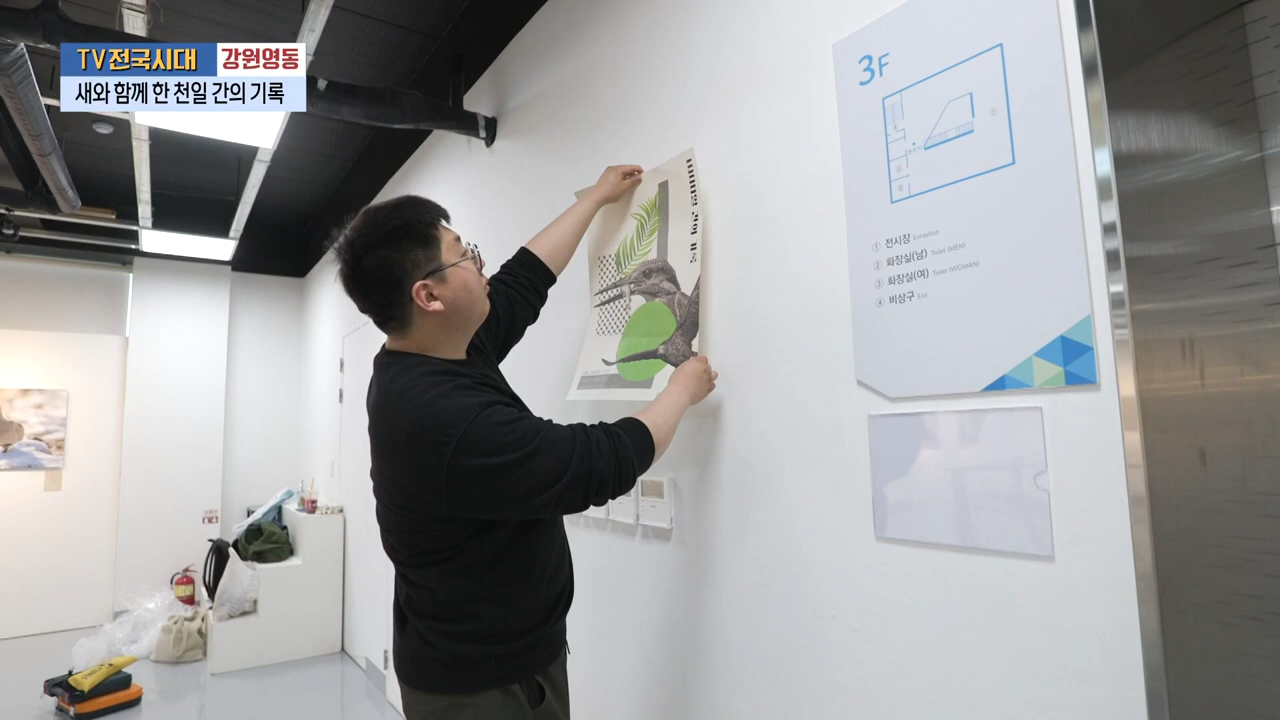 TV전국시대 강원영동
새와 함께 한 천일 간의 기록
3F
①
②
③
① 전시장 Exhibition
② 화장실(남) Toilet (MEN)
③ 화장실(여) Toilet (WOMAN)
④ 비상구 Exit